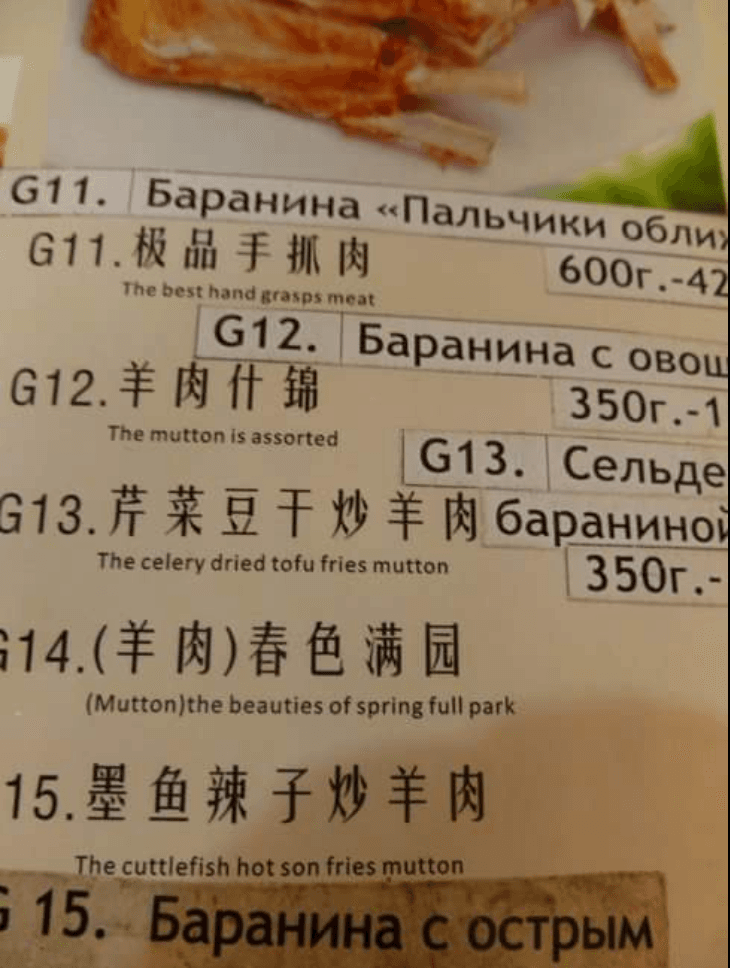 G11. Баранина «Пальчики
G11.极品手抓肉
600г.-42
The best hand grasps meat
G12. Баранина с
G12.羊肉什锦
350г.-1
The mutton is assorted
G13.
G13.芹菜豆干炒羊肉
бараниной
350г.-
The celery dried tofu fries mutton
G14.(羊肉)春色满园
(Mutton)the beauties of spring full park
15.墨鱼辣子炒羊肉
The cuttlefish hot son fries mutton
G 15. Баранина с острым